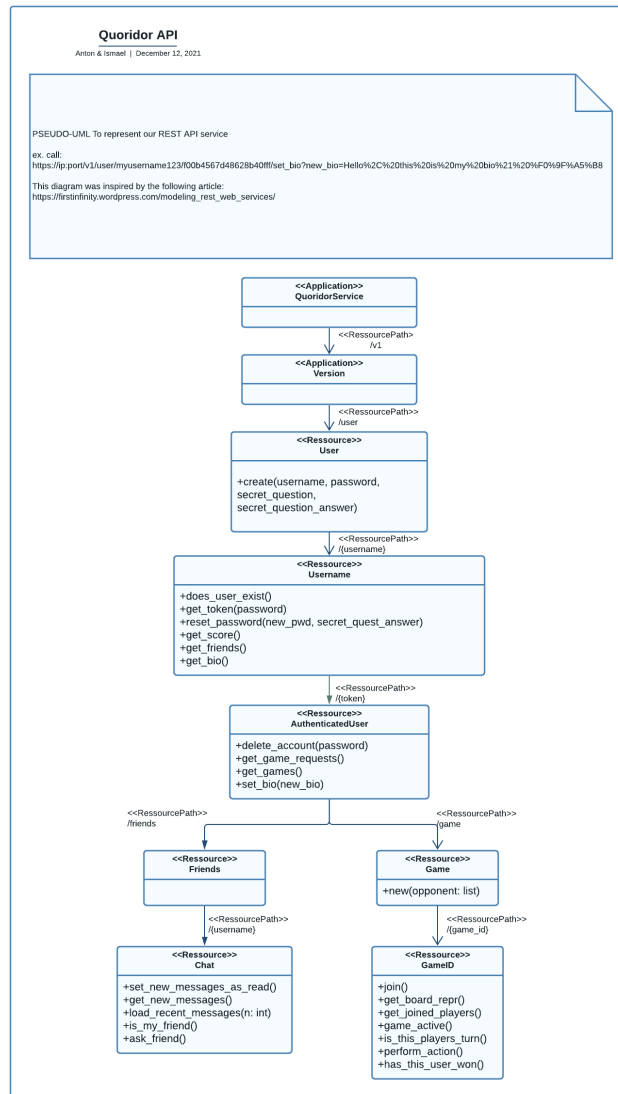 Quoridor API
Anton & Ismael | December 12, 2021
PSEUDO-UML To represent our REST API service
ex. call:
https://ip:port/v1/user/myusername123/f00b4567d48628b40fff/set_bio?new_bio=Hello%2C%20this%20is%20my%20bio%21%20%F0%9F%A5%B8
This diagram was inspired by the following article:
https://firstinfinity.wordpress.com/modeling_rest_web_services/
<<Application>>
QuoridorService
<<RessourcePath>
/v1
<<Application>>
Version
<<RessourcePath>>
/user
<<Ressource>>
User
+create(username, password,
secret_question,
secret_question_answer)
<<RessourcePath>>
/{username}
<<Ressource>>
Username
+does_user_exist()
+get_token(password)
+reset_password(new_pwd, secret_quest_answer)
+get_score()
+get_friends()
+get_bio()
<<RessourcePath>>
/{token}
<<Ressource>>
AuthenticatedUser
+delete_account(password)
+get_game_requests()
+get_games()
+set_bio(new_bio)
<<RessourcePath>>
/friends
<<RessourcePath>>
/game
<<Ressource>>
Friends
<<Ressource>>
Game
+new(opponent: list)
<<RessourcePath>>
/{username}
<<RessourcePath>>
/{game_id}
<<Ressource>>
Chat
+set_new_messages_as_read()
+get_new_messages()
+load_recent_messages(n: int)
+is_my_friend()
+ask_friend()
<<Ressource>>
GameID
+join()
+get_board_repr()
+get_joined_players()
+game_active()
+is_this_players_turn()
+perform_action()
+has_this_user_won()